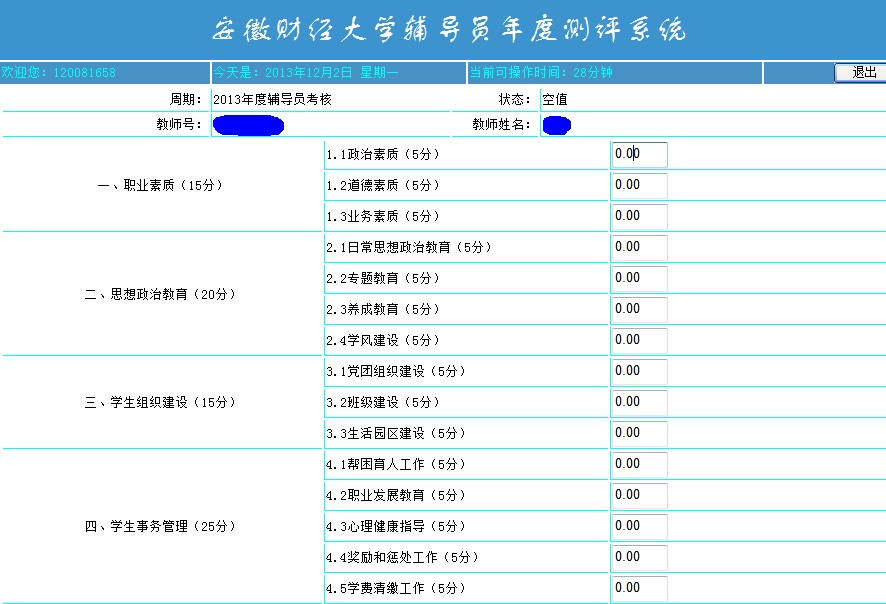 安徽财经大学辅导员年度测评系统
欢迎您：120081658 今天是：2013年12月2日 星期一 当前可操作时间：28分钟 退出
周期： 2013年度辅导员考核 状态： 空值
教师号： 教师姓名：
一、职业素质（15分）
1.1政治素质（5分） 0.00
1.2道德素质（5分） 0.00
1.3业务素质（5分） 0.00
二、思想政治教育（20分）
2.1日常思想政治教育（5分） 0.00
2.2专题教育（5分） 0.00
2.3养成教育（5分） 0.00
2.4学风建设（5分） 0.00
三、学生组织建设（15分）
3.1党团组织建设（5分） 0.00
3.2班级建设（5分） 0.00
3.3生活园区建设（5分） 0.00
四、学生事务管理（25分）
4.1帮困育人工作（5分） 0.00
4.2职业发展教育（5分） 0.00
4.3心理健康指导（5分） 0.00
4.4奖励和惩处工作（5分） 0.00
4.5学费清缴工作（5分） 0.00